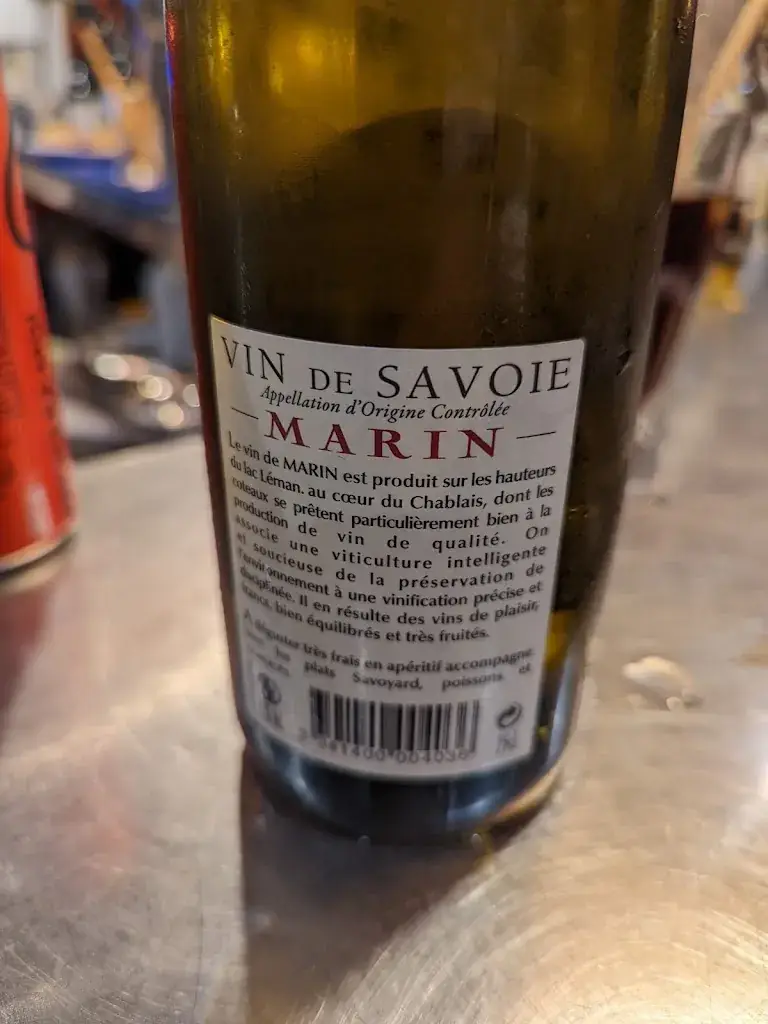 VIN DE SAVOIE
Appellation d'Origine Contrôlée
MARIN
Le vin de MARIN est produit sur les hauteurs
du lac Léman. au cœur du Chablais, dont les
coteaux se prêtent particulièrement bien à la
production de vin de qualité. On
associe une viticulture intelligente
et soucieuse de la préservation de
l'environnement à une vinification précise et
disciplinée. Il en résulte des vins de plaisir,
francs, bien équilibrés et très fruités.
A déguster très frais en apéritif accompagne
les plats Savoyard, poissons et